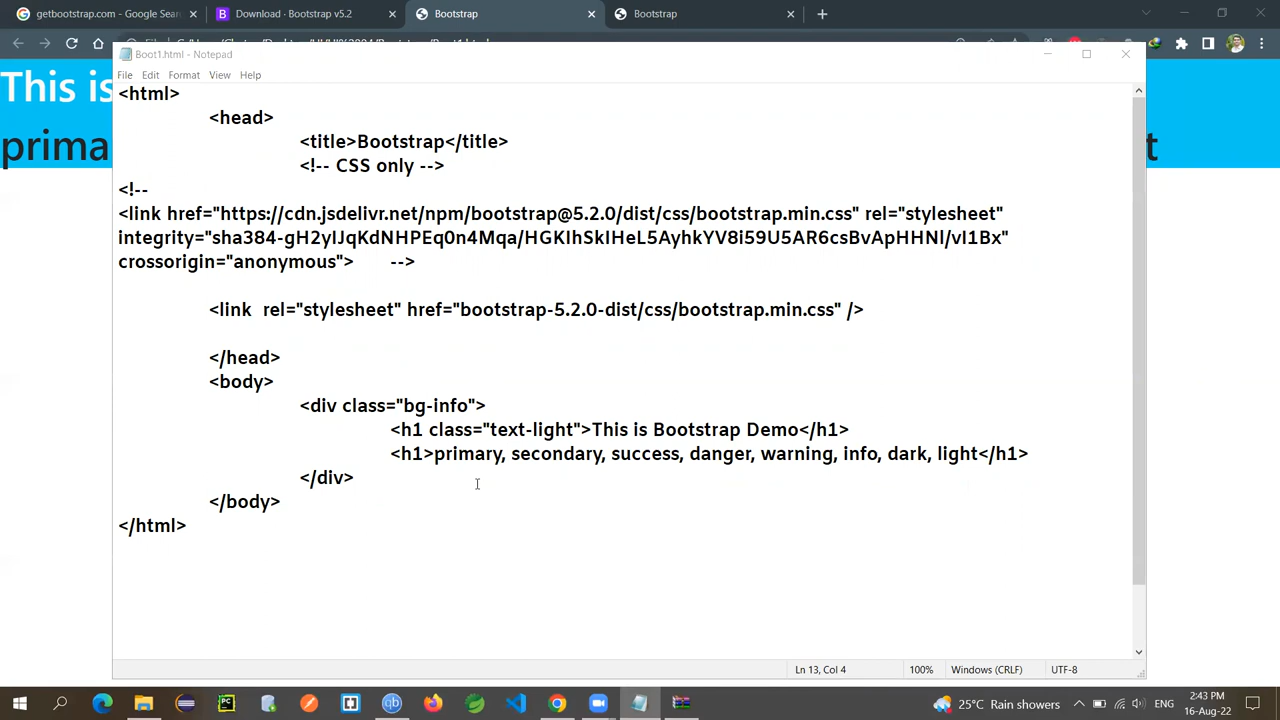 getbootstrap.com - Google Sear
Download · Bootstrap v5.2
Bootstrap
Bootstrap
This is
prima
t
Boot1.html - Notepad
File Edit Format View Help
<html>
<head>
<title>Bootstrap</title>
<!-- CSS only -->
<!--
<link href="https://cdn.jsdelivr.net/npm/bootstrap@5.2.0/dist/css/bootstrap.min.css" rel="stylesheet"
integrity="sha384-gH2yIJqKdNHPEq0n4Mqa/HGKIhSkIHeL5AyhkYV8i59U5AR6csBvApHHNl/vI1Bx"
crossorigin="anonymous"> -->
<link rel="stylesheet" href="bootstrap-5.2.0-dist/css/bootstrap.min.css" />
</head>
<body>
<div class="bg-info">
<h1 class="text-light">This is Bootstrap Demo</h1>
<h1>primary, secondary, success, danger, warning, info, dark, light</h1>
</div>
</body>
</html>
Ln 13, Col 4 100% Windows (CRLF) UTF-8
25°C Rain showers ENG 2:43 PM
16-Aug-22